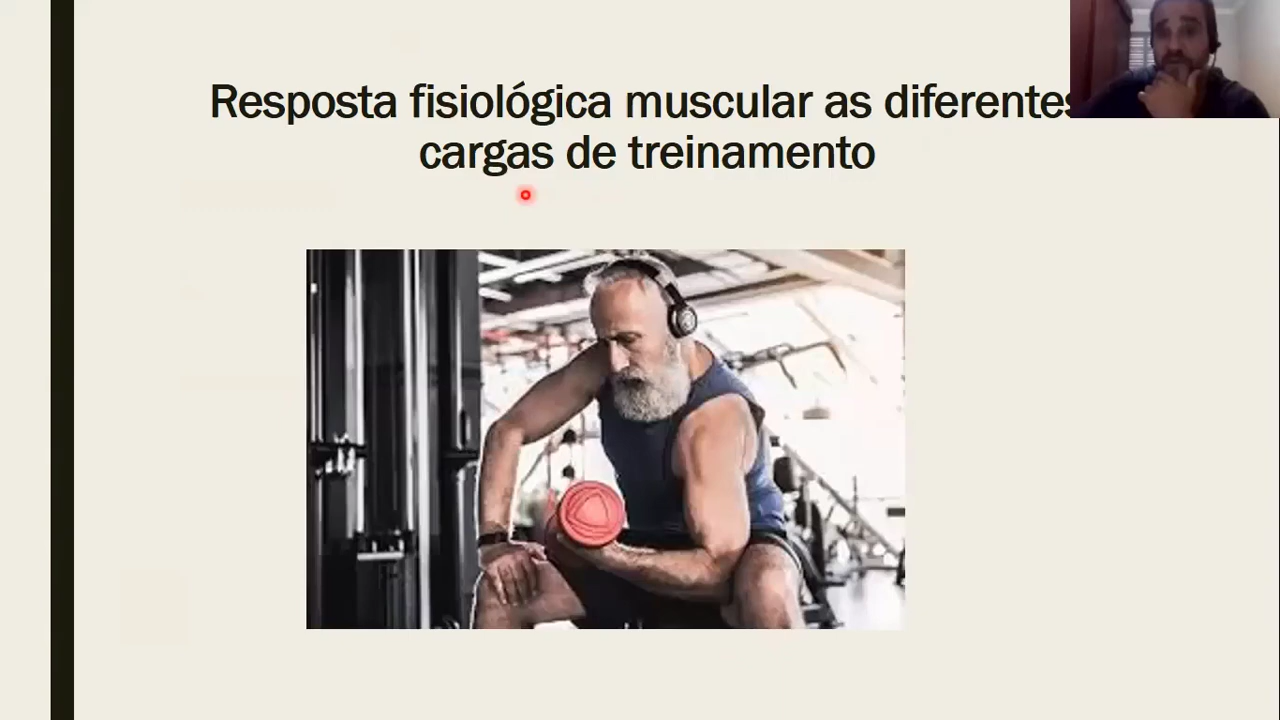 Resposta fisiológica muscular as diferentes
cargas de treinamento